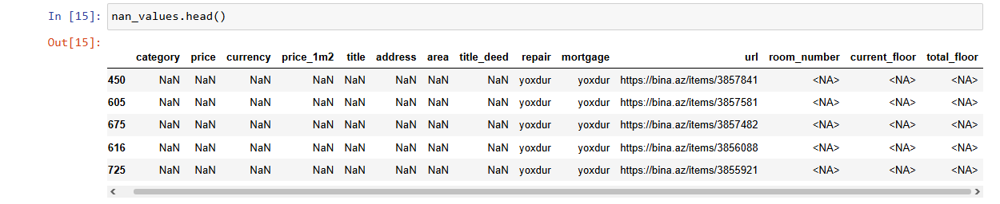 In [15]: nan_values.head()
Out[15]:
category price currency price_1m2 title address area title_deed repair mortgage url room_number current_floor total_floor
450 NaN NaN NaN NaN NaN NaN NaN NaN yoxdur yoxdur https://bina.az/items/3857841 <NA> <NA> <NA>
605 NaN NaN NaN NaN NaN NaN NaN NaN yoxdur yoxdur https://bina.az/items/3857581 <NA> <NA> <NA>
675 NaN NaN NaN NaN NaN NaN NaN NaN yoxdur yoxdur https://bina.az/items/3857482 <NA> <NA> <NA>
616 NaN NaN NaN NaN NaN NaN NaN NaN yoxdur yoxdur https://bina.az/items/3856088 <NA> <NA> <NA>
725 NaN NaN NaN NaN NaN NaN NaN NaN yoxdur yoxdur https://bina.az/items/3855921 <NA> <NA> <NA>